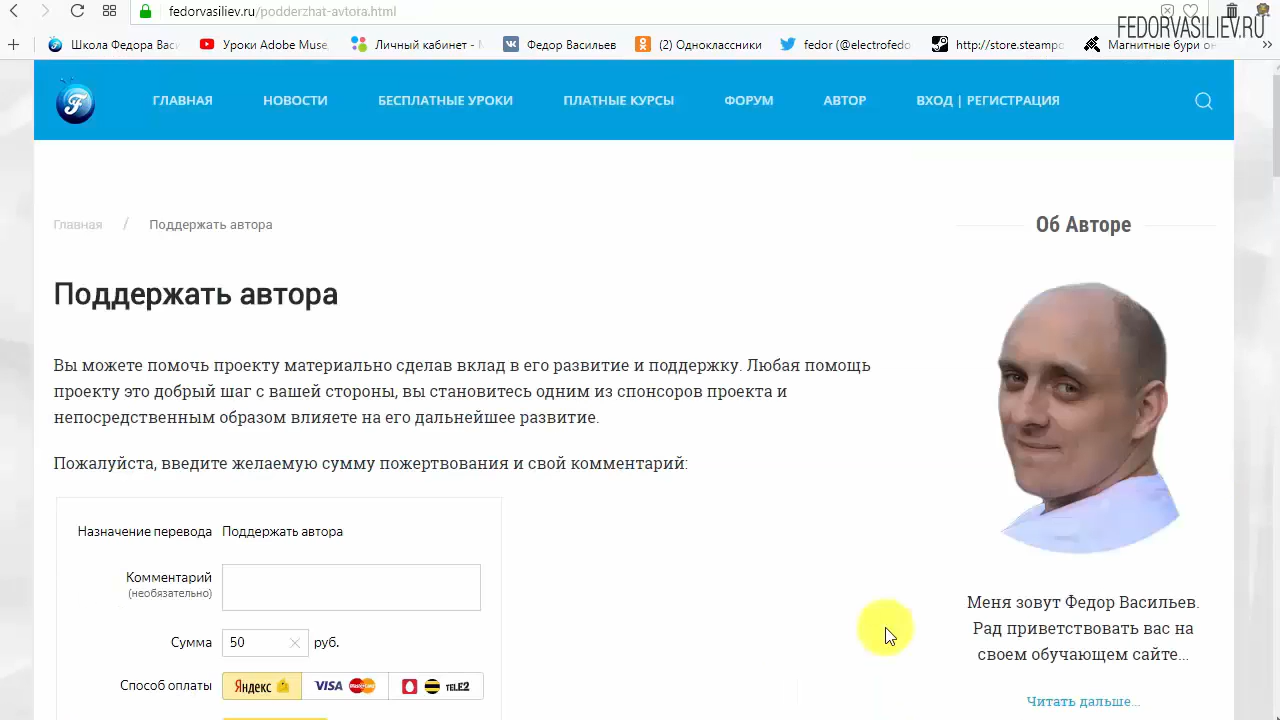 fedorvasiliev.ru/podderzhat-avtora.html
FEDORVASILIEV.RU
Школа Федора Васи
Уроки Adobe Muse,
Личный кабинет - М
Федор Васильев
(2) Одноклассники
fedor (@electrofedo
http://store.steampo
Магнитные бури он
ГЛАВНАЯ
НОВОСТИ
БЕСПЛАТНЫЕ УРОКИ
ПЛАТНЫЕ КУРСЫ
ФОРУМ
АВТОР
ВХОД | РЕГИСТРАЦИЯ
Главная / Поддержать автора
Поддержать автора
Вы можете помочь проекту материально сделав вклад в его развитие и поддержку. Любая помощь
проекту это добрый шаг с вашей стороны, вы становитесь одним из спонсоров проекта и
непосредственным образом влияете на его дальнейшее развитие.
Пожалуйста, введите желаемую сумму пожертвования и свой комментарий:
Назначение перевода Поддержать автора
Комментарий
(необязательно)
Сумма 50 руб.
Способ оплаты Яндекс VISA MasterCard TELE2
Об Авторе
Меня зовут Федор Васильев.
Рад приветствовать вас на
своем обучающем сайте...
Читать дальше...